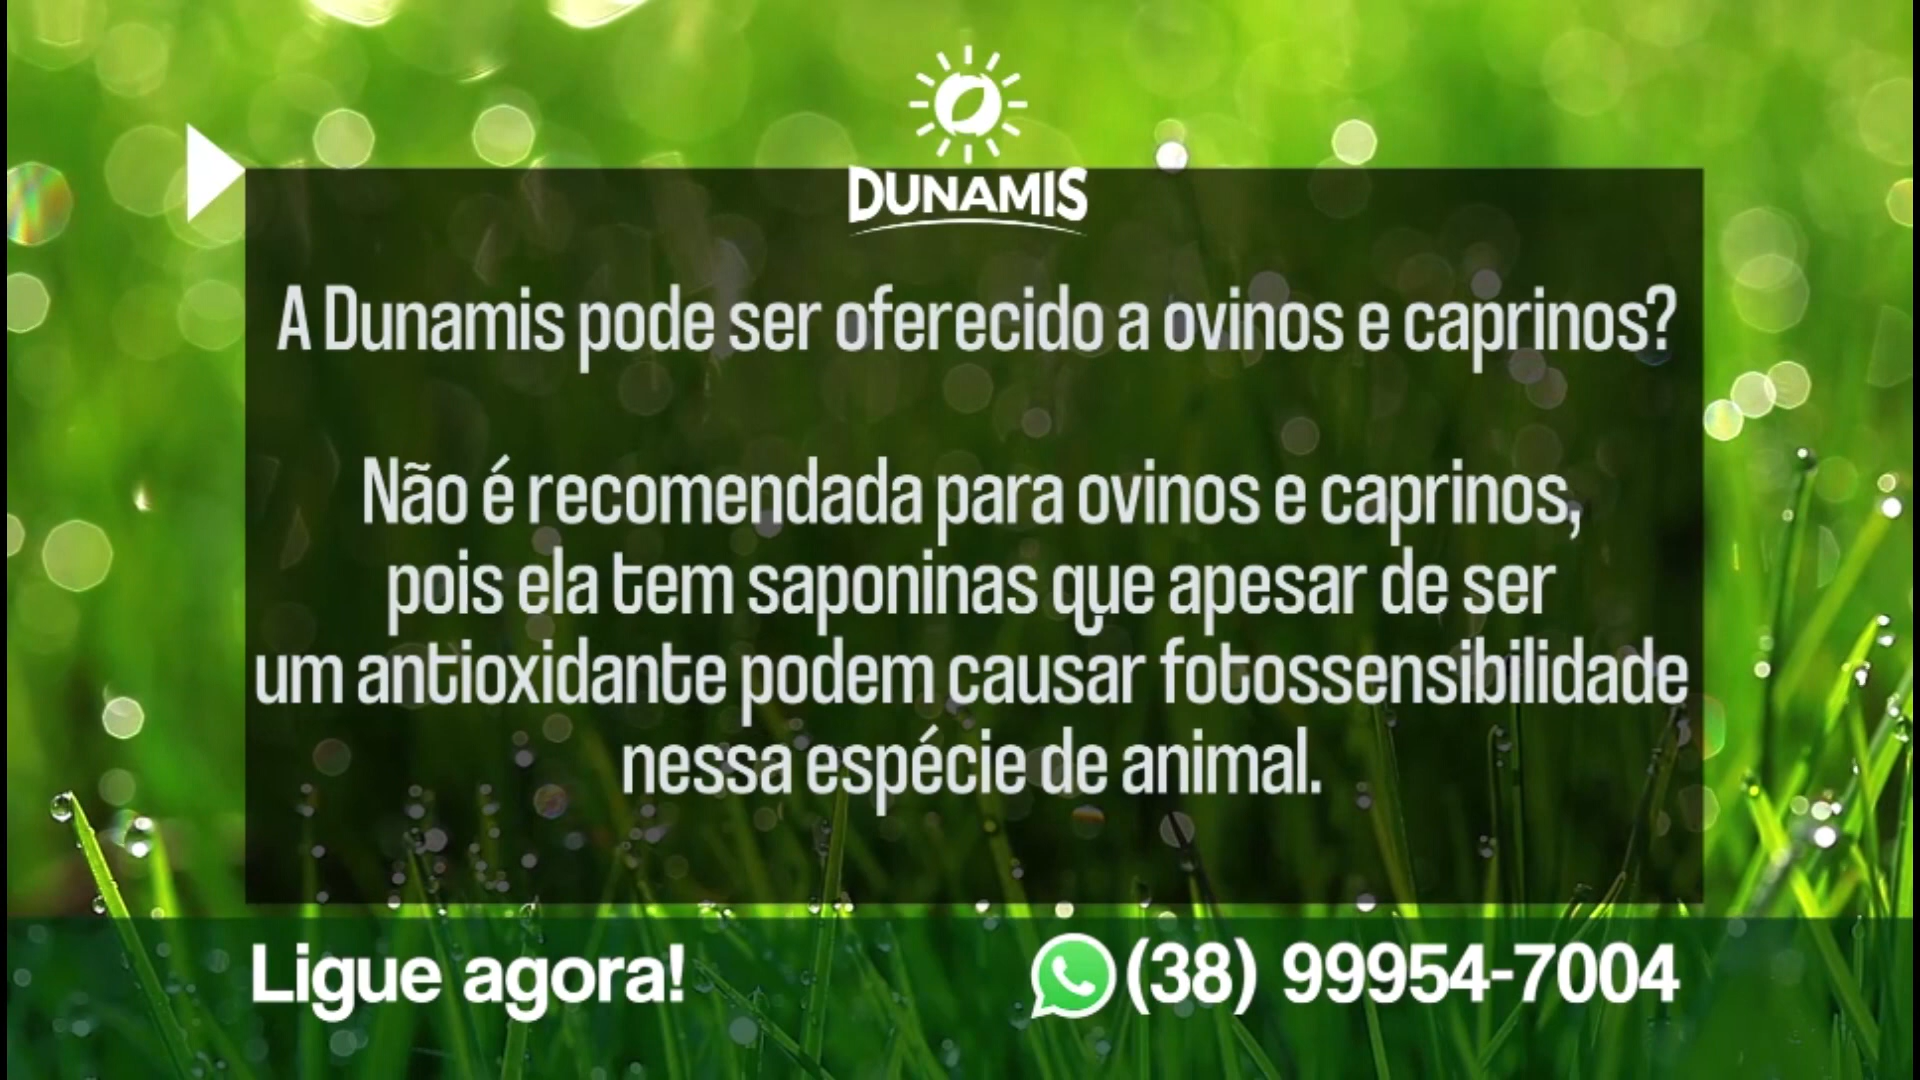 DUNAMIS
A Dunamis pode ser oferecido a ovinos e caprinos?
Não é recomendada para ovinos e caprinos,
pois ela tem saponinas que apesar de ser
um antioxidante podem causar fotossensibilidade
nessa espécie de animal.
Ligue agora!
(38) 99954-7004